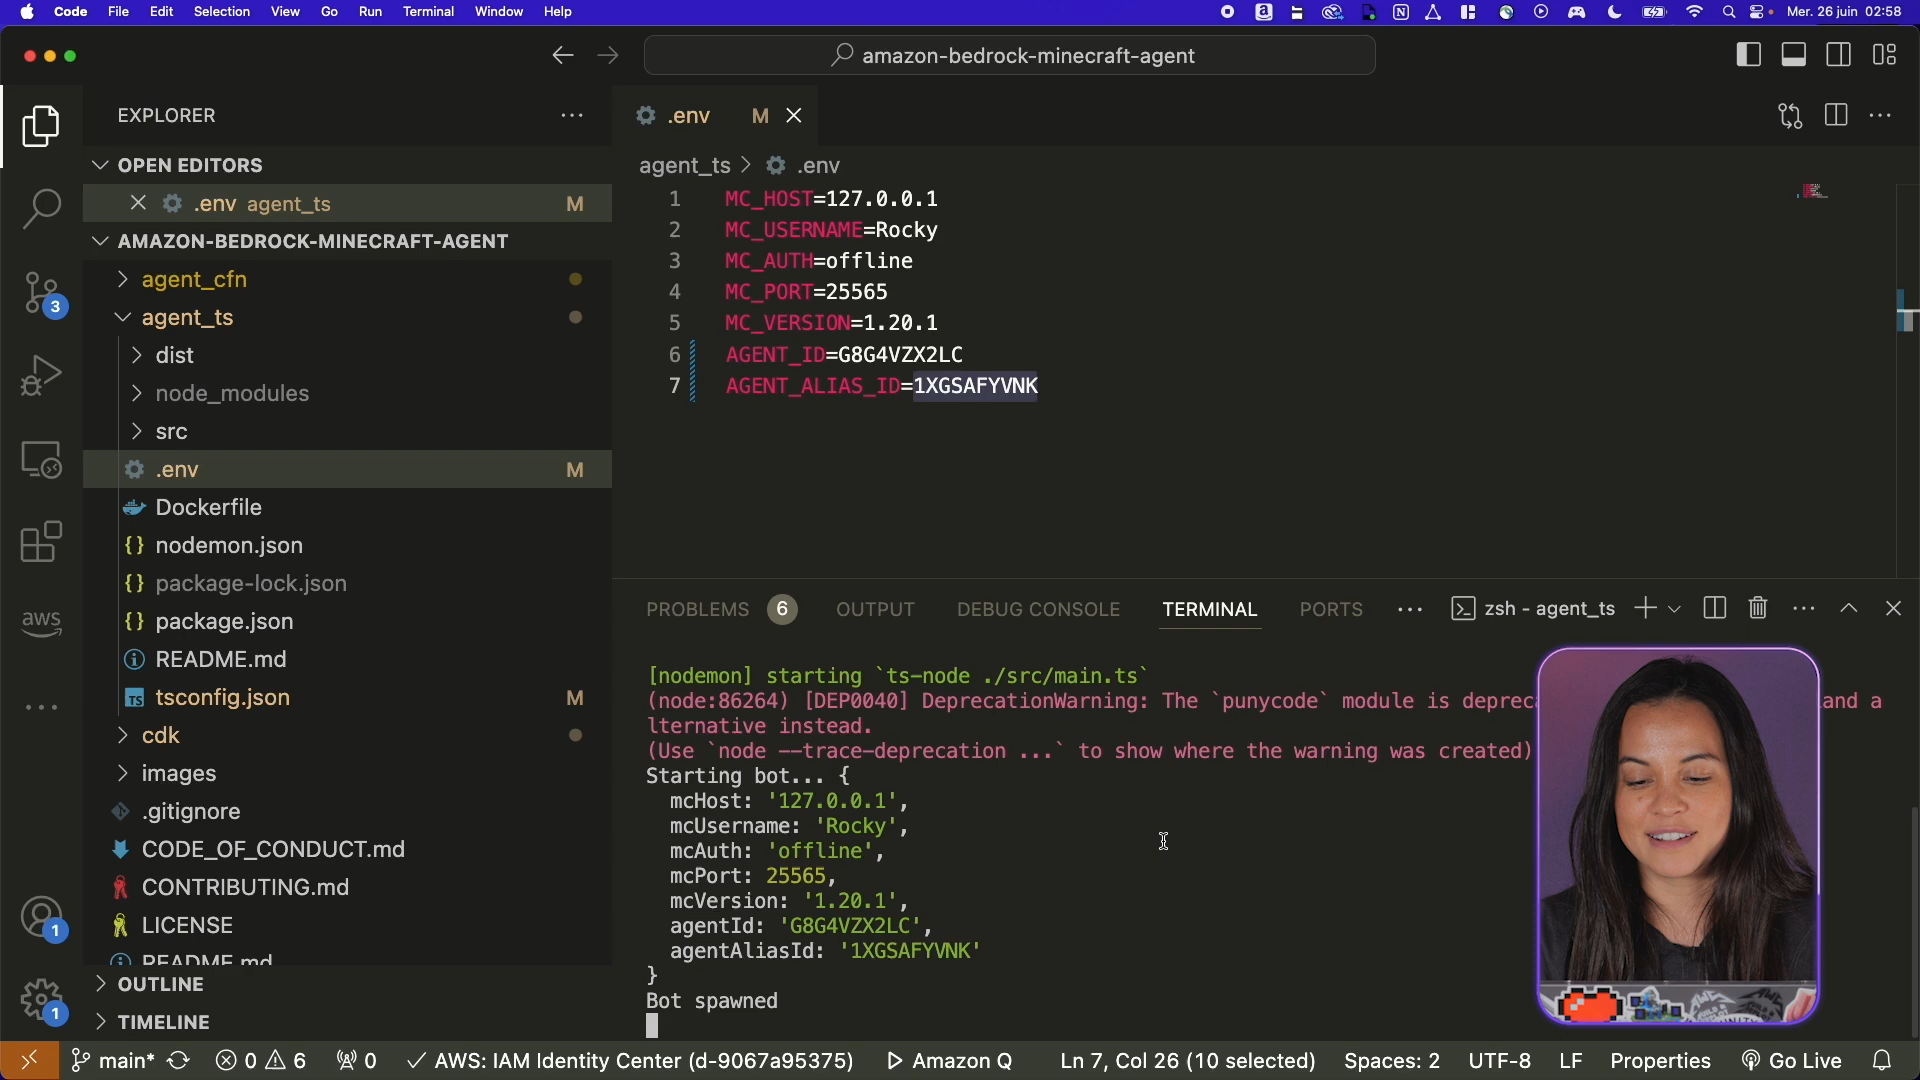 Code File Edit Selection View Go Run Terminal Window Help Mer. 26 juin 02:58
amazon-bedrock-minecraft-agent
EXPLORER
OPEN EDITORS
.env agent_ts M
AMAZON-BEDROCK-MINECRAFT-AGENT
agent_cfn
agent_ts
dist
node_modules
src
.env M
Dockerfile
nodemon.json
package-lock.json
package.json
README.md
tsconfig.json M
cdk
images
.gitignore
CODE_OF_CONDUCT.md
CONTRIBUTING.md
LICENSE
README.md
OUTLINE
TIMELINE
3
aws
1
1
.env M
agent_ts > .env
1 MC_HOST=127.0.0.1
2 MC_USERNAME=Rocky
3 MC_AUTH=offline
4 MC_PORT=25565
5 MC_VERSION=1.20.1
6 AGENT_ID=G8G4VZX2LC
7 AGENT_ALIAS_ID=1XGSAFYVNK
PROBLEMS 6 OUTPUT DEBUG CONSOLE TERMINAL PORTS zsh - agent_ts
[nodemon] starting `ts-node ./src/main.ts`
(node:86264) [DEP0040] DeprecationWarning: The `punycode` module is deprec land a
lternative instead.
(Use `node --trace-deprecation ...` to show where the warning was created)
Starting bot... {
mcHost: '127.0.0.1',
mcUsername: 'Rocky',
mcAuth: 'offline',
mcPort: 25565,
mcVersion: '1.20.1',
agentId: 'G8G4VZX2LC',
agentAliasId: '1XGSAFYVNK'
}
Bot spawned
main* 0 6 0 AWS: IAM Identity Center (d-9067a95375) Amazon Q Ln 7, Col 26 (10 selected) Spaces: 2 UTF-8 LF Properties Go Live